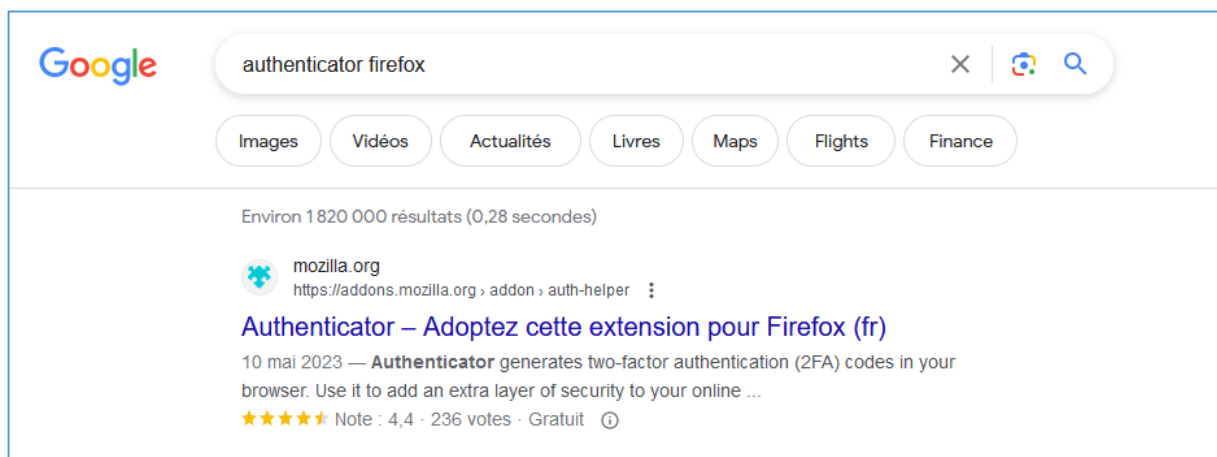 Google
authenticator firefox
Images Vidéos Actualités Livres Maps Flights Finance
Environ 1 820 000 résultats (0,28 secondes)
mozilla.org
https://addons.mozilla.org › addon › auth-helper
Authenticator – Adoptez cette extension pour Firefox (fr)
10 mai 2023 — Authenticator generates two-factor authentication (2FA) codes in your
browser. Use it to add an extra layer of security to your online ...
Note : 4,4 · 236 votes · Gratuit